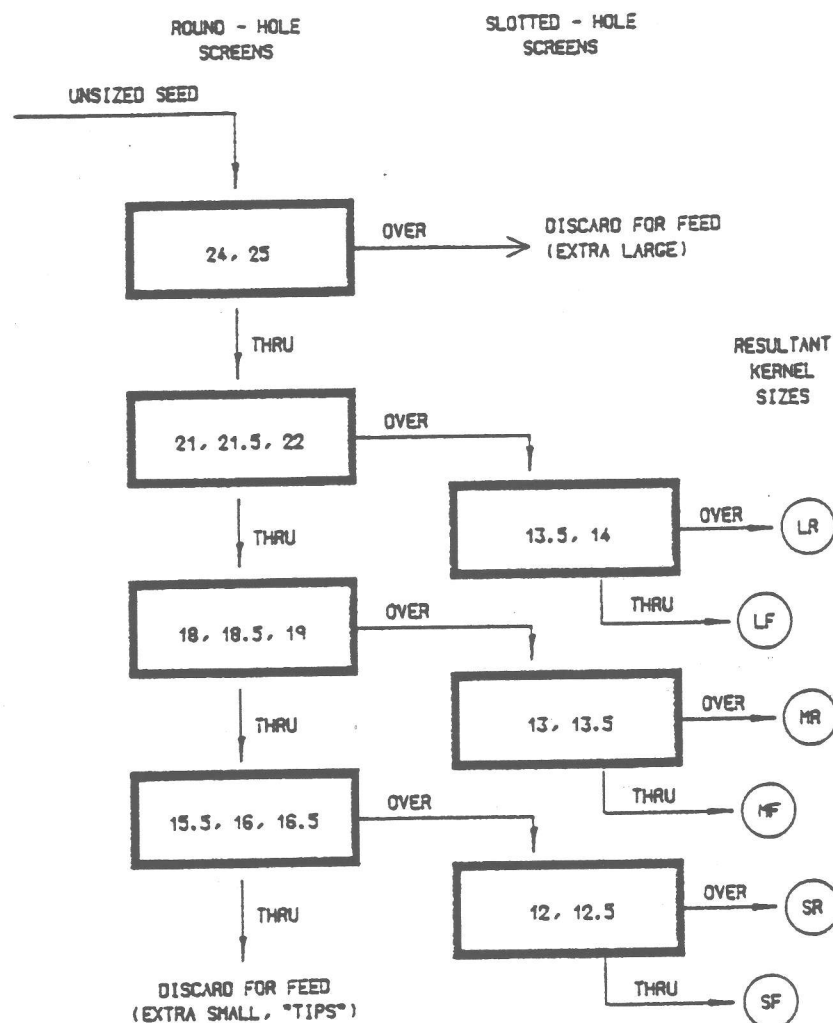 ROUND - HOLE
SCREENS
SLOTTED - HOLE
SCREENS
UNSIZED SEED
24, 25
OVER
DISCARD FOR FEED
(EXTRA LARGE)
THRU
RESULTANT
KERNEL
SIZES
21, 21.5, 22
OVER
THRU
13.5, 14
OVER
LR
THRU
LF
18, 18.5, 19
OVER
THRU
13, 13.5
OVER
MR
THRU
MF
15.5, 16, 16.5
OVER
THRU
12, 12.5
OVER
SR
THRU
SF
DISCARD FOR FEED
(EXTRA SMALL, "TIPS")